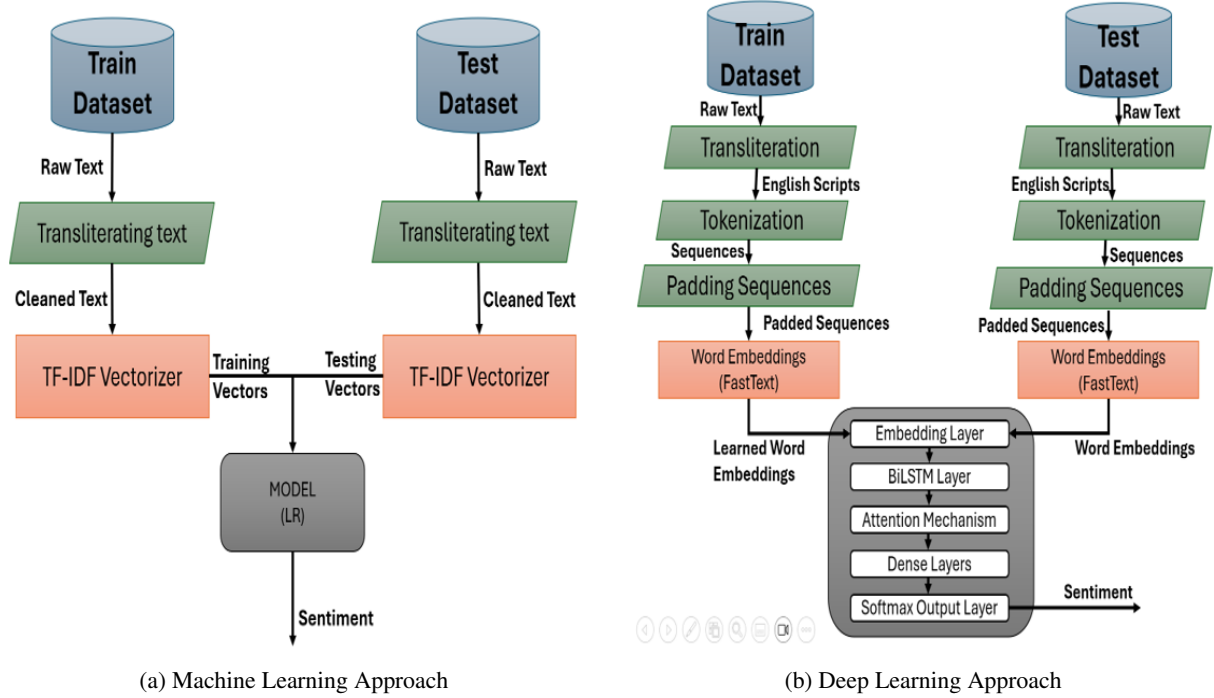 Train
Dataset
Test
Dataset
Raw Text
Raw Text
Transliterating text
Transliterating text
Cleaned Text
Cleaned Text
TF-IDF Vectorizer
Training
Vectors
Testing
Vectors
TF-IDF Vectorizer
MODEL
(LR)
Sentiment
(a) Machine Learning Approach
Train
Dataset
Test
Dataset
Raw Text
Raw Text
Transliteration
Transliteration
English Scripts
English Scripts
Tokenization
Tokenization
Sequences
Sequences
Padding Sequences
Padding Sequences
Padded Sequences
Padded Sequences
Word Embeddings
(FastText)
Word Embeddings
(FastText)
Learned Word
Embeddings
Word Embeddings
Embedding Layer
BiLSTM Layer
Attention Mechanism
Dense Layers
Softmax Output Layer
Sentiment
(b) Deep Learning Approach